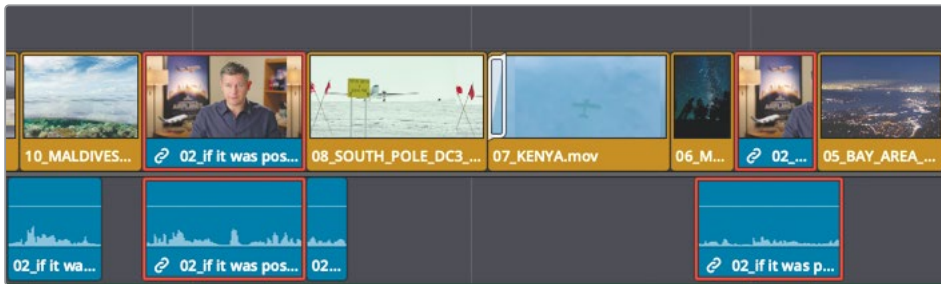 10_MALDIVES...
02_if it was pos...
08_SOUTH_POLE_DC3_...
07_KENYA.mov
06_M...
02_...
05_BAY_AREA_...
02_if it wa...
02_if it was pos...
02...
02_if it was p...